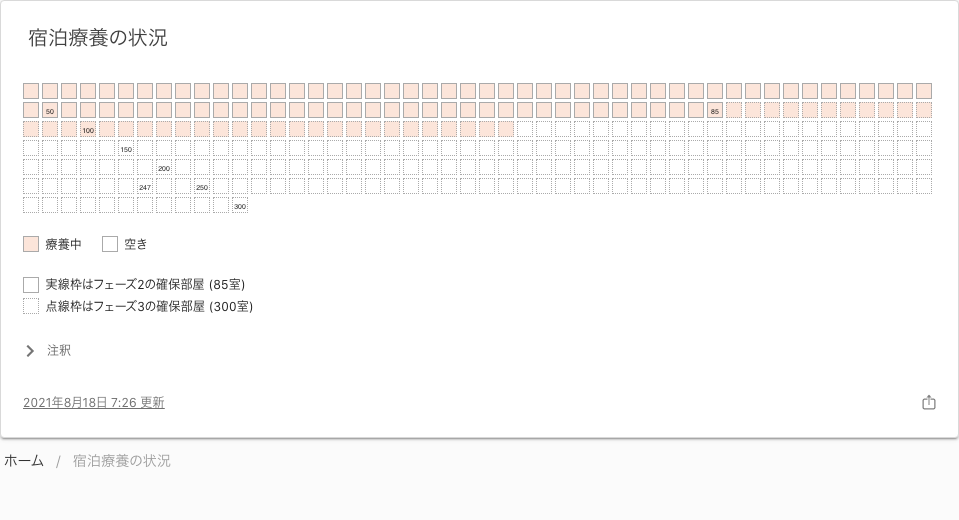 宿泊療養の状況
50 85
100
150
200
247 250
300
療養中 空き
実線枠はフェーズ2の確保部屋 (85室)
点線枠はフェーズ3の確保部屋 (300室)
注釈
2021年8月18日 7:26 更新
ホーム / 宿泊療養の状況